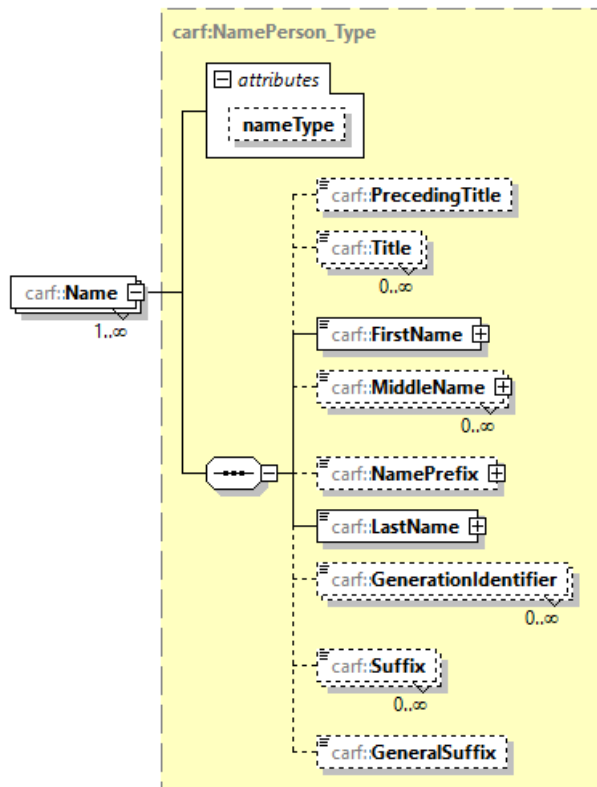 carf:NamePerson_Type
attributes
nameType
carf::PrecedingTitle
carf::Title
0..∞
carf::Name
1..∞
carf::FirstName
carf::MiddleName
0..∞
carf::NamePrefix
carf::LastName
carf::GenerationIdentifier
0..∞
carf::Suffix
0..∞
carf::GeneralSuffix